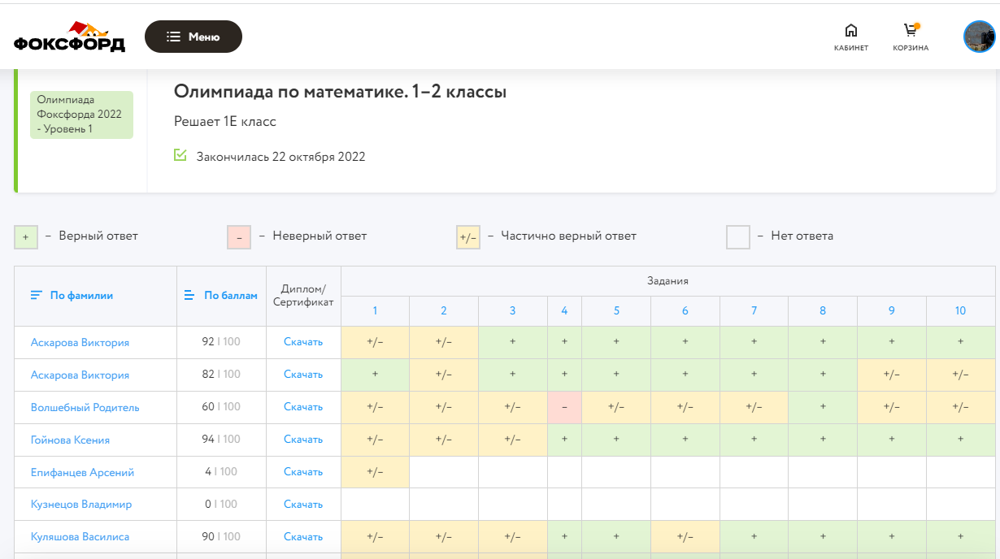 ФОКСФОРД
Меню
КАБИНЕТ
КОРЗИНА
Олимпиада
Фоксфорда 2022
- Уровень 1
Олимпиада по математике. 1–2 классы
Решает 1Е класс
Закончилась 22 октября 2022
+ – Верный ответ
– – Неверный ответ
+/– – Частично верный ответ
– Нет ответа
По фамилии
По баллам
Диплом/
Сертификат
Задания
1 2 3 4 5 6 7 8 9 10
Аскарова Виктория 92 | 100 Скачать +/– +/– + + + + + + + +
Аскарова Виктория 82 | 100 Скачать + +/– + + + + + + +/– +/–
Волшебный Родитель 60 | 100 Скачать +/– +/– +/– – +/– +/– +/– + +/– +/–
Гойнова Ксения 94 | 100 Скачать +/– +/– +/– + + + + + + +
Епифанцев Арсений 4 | 100 Скачать +/–
Кузнецов Владимир 0 | 100 Скачать
Куляшова Василиса 90 | 100 Скачать +/– +/– +/– + + +/– + + + +